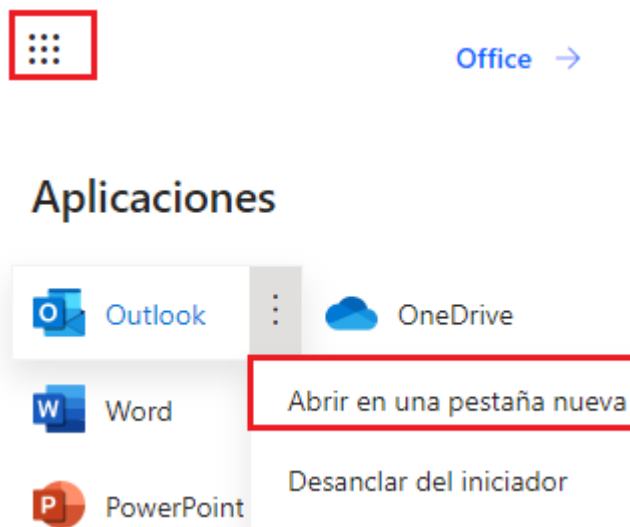 Office →
Aplicaciones
Outlook
OneDrive
Word
Abrir en una pestaña nueva
PowerPoint
Desanclar del iniciador